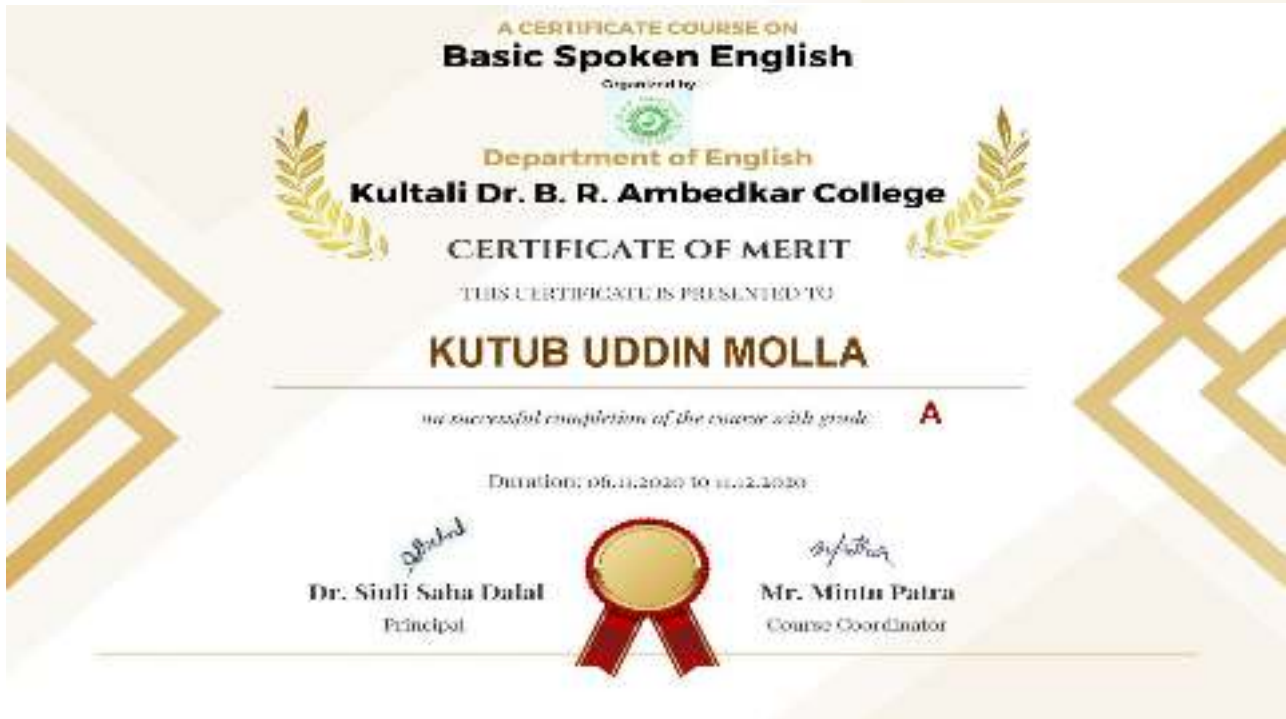 A CERTIFICATE COURSE ON
Basic Spoken English
Organized by
Department of English
Kultali Dr. B. R. Ambedkar College
CERTIFICATE OF MERIT
THIS CERTIFICATE IS PRESENTED TO
KUTUB UDDIN MOLLA
on successful completion of the course with grade A
Duration: 06.11.2020 to 11.12.2020
Dr. Siuli Saha Dalal
Mr. Mintu Patra
Principal
Course Coordinator